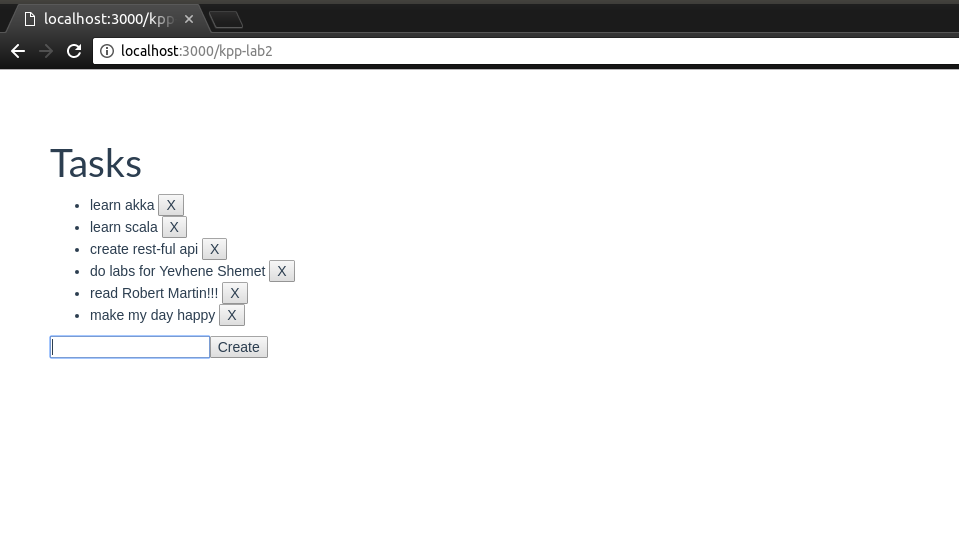 localhost:3000/kpp
localhost:3000/kpp-lab2
Tasks
learn akka X
learn scala X
create rest-ful api X
do labs for Yevhene Shemet X
read Robert Martin!!! X
make my day happy X
Create